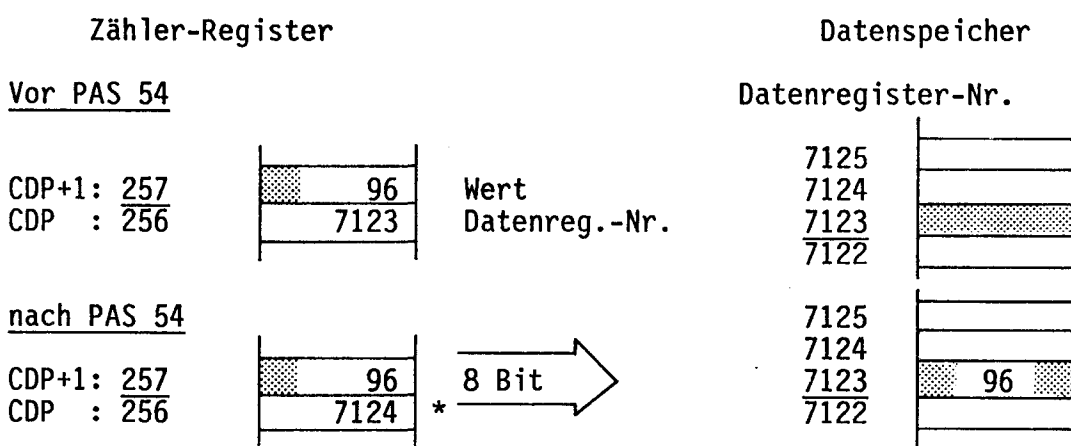 Zähler-Register Datenspeicher
Vor PAS 54 Datenregister-Nr.
7125
CDP+1: 257 96 Wert 7124
CDP : 256 7123 Datenreg.-Nr. 7123
7122
nach PAS 54 7125
7124
CDP+1: 257 96 8 Bit 7123 96
CDP : 256 7124 * 7122